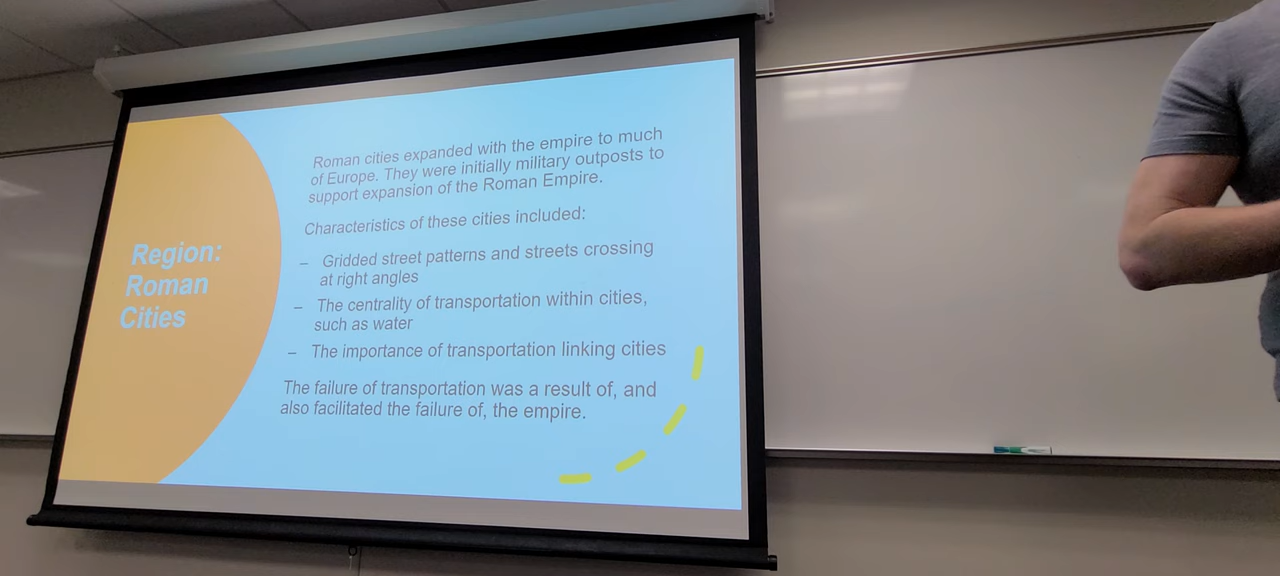 Region:
Roman
Cities
Roman cities expanded with the empire to much
of Europe. They were initially military outposts to
support expansion of the Roman Empire.
Characteristics of these cities included:
– Gridded street patterns and streets crossing
at right angles
– The centrality of transportation within cities,
such as water
– The importance of transportation linking cities
The failure of transportation was a result of, and
also facilitated the failure of, the empire.